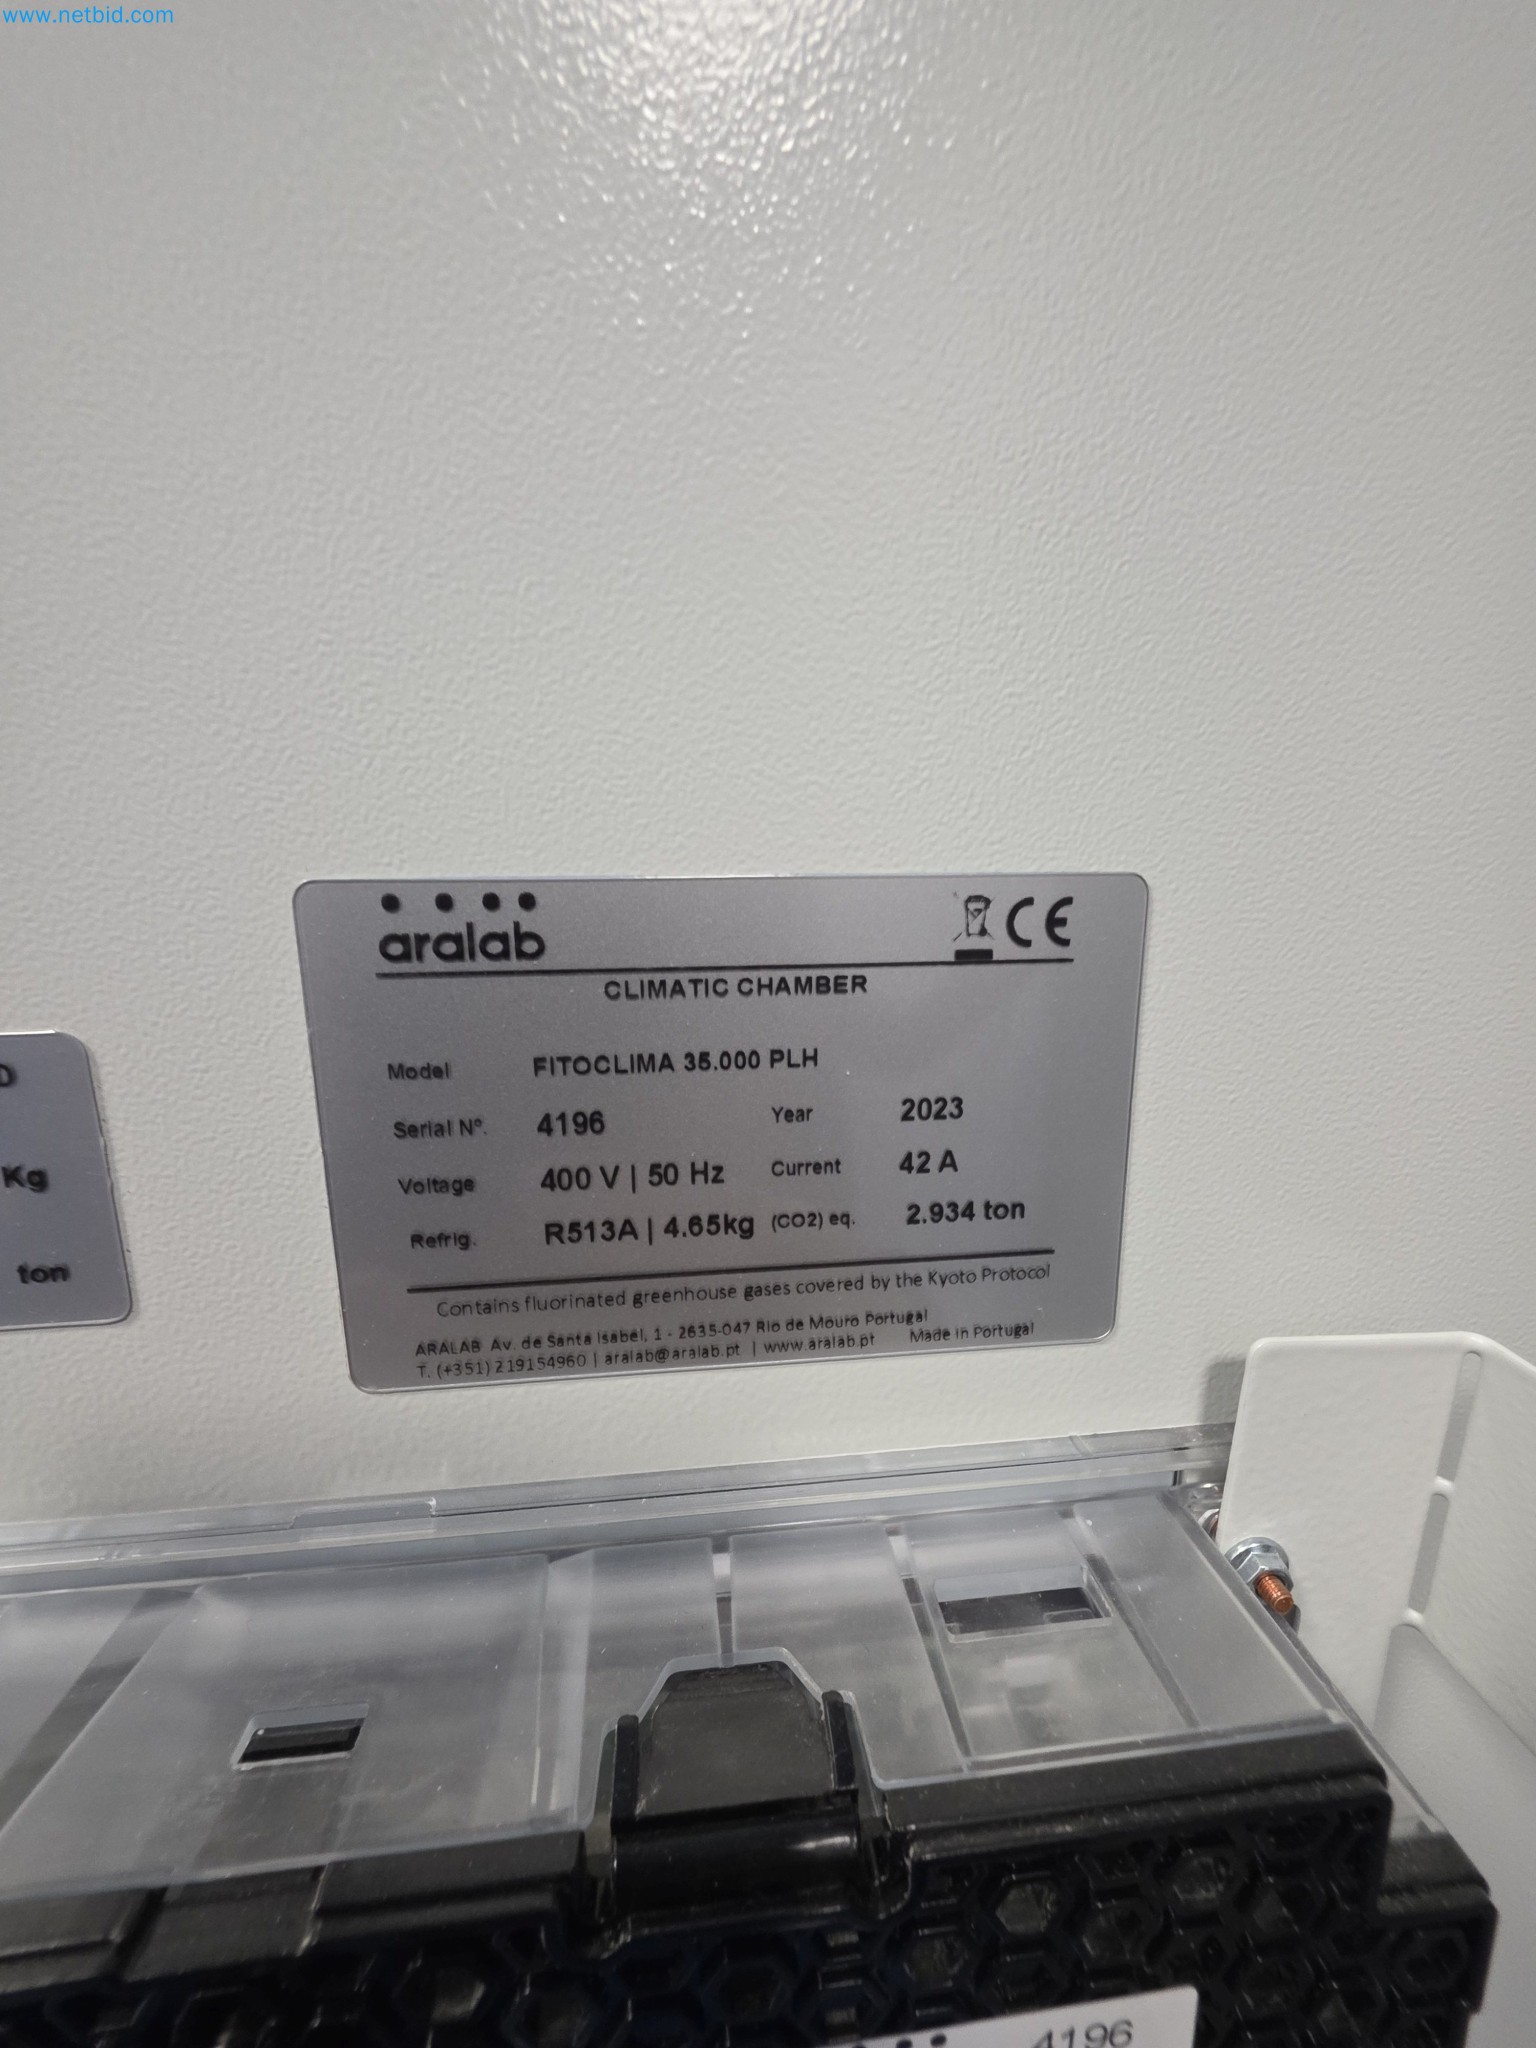 www.netbid.com
aralab
CE
CLIMATIC CHAMBER
Model FITOCLIMA 35.000 PLH
Serial Nº. 4196 Year 2023
Voltage 400 V | 50 Hz Current 42 A
Refrig. R513A | 4.65kg (CO2) eq. 2.934 ton
Contains fluorinated greenhouse gases covered by the Kyoto Protocol
ARALAB Av. de Santa Isabel, 1 - 2635-047 Rio de Mouro Portugal
T. (+351) 219154960 | aralab@aralab.pt | www.aralab.pt Made in Portugal
D
Kg
ton
4196